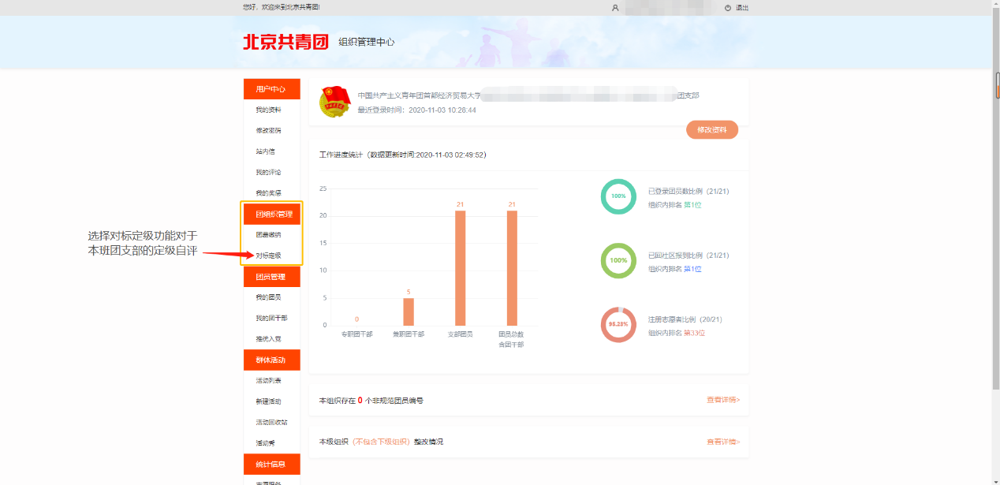 您好，欢迎来到北京共青团!
退出
北京共青团 组织管理中心
用户中心
我的资料
修改密码
站内信
我的评论
我的奖惩
团组织管理
团费缴纳
对标定级
团员管理
我的团员
我的团干部
推优入党
群体活动
活动列表
新建活动
活动回收站
活动秀
统计信息
志愿服务
选择对标定级功能对于
本班团支部的定级自评
中国共产主义青年团首都经济贸易大学
团支部
最近登录时间：2020-11-03 10:28:44
修改资料
工作进度统计（数据更新时间:2020-11-03 02:49:52）
25
20
15
10
5
0
0
5
21
21
专职团干部
兼职团干部
支部团员
团员总数
含团干部
100%
已登录团员数比例（21/21）
组织内排名 第1位
100%
已回社区报到比例（21/21）
组织内排名 第1位
95.23%
注册志愿者比例（20/21）
组织内排名 第33位
本组织存在 0 个非规范团员编号
查看详情>
本级组织（不包含下级组织）整改情况
查看详情>